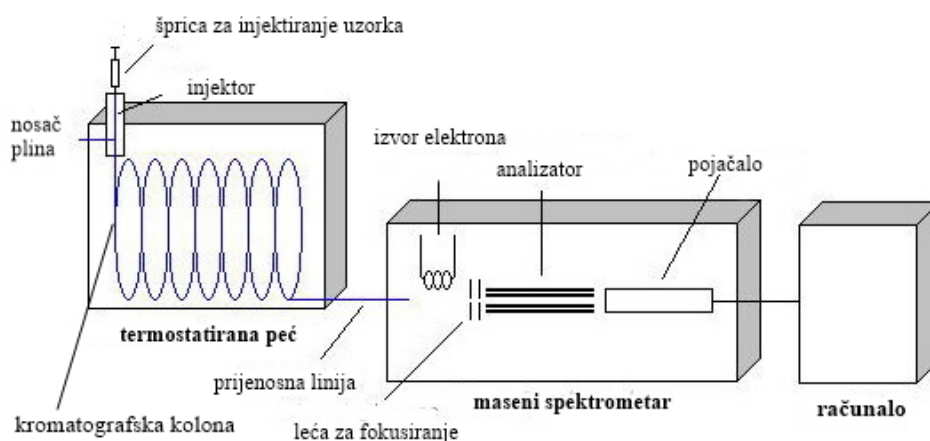 šprica za injektiranje uzorka
injektor
nosač
plina
izvor elektrona
analizator
pojačalo
termostatirana peć
prijenosna linija
maseni spektrometar
računalo
kromatografska kolona
leća za fokusiranje